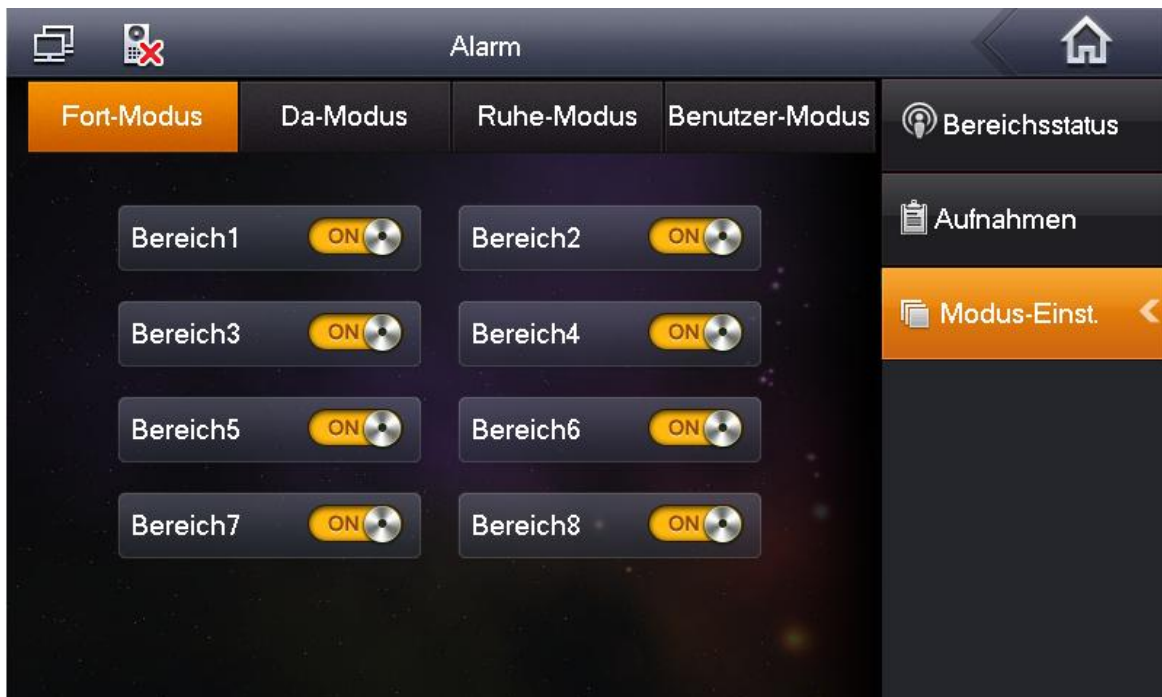 Alarm
Fort-Modus Da-Modus Ruhe-Modus Benutzer-Modus
Bereichsstatus
Aufnahmen
Modus-Einst.
Bereich1 ON Bereich2 ON
Bereich3 ON Bereich4 ON
Bereich5 ON Bereich6 ON
Bereich7 ON Bereich8 ON